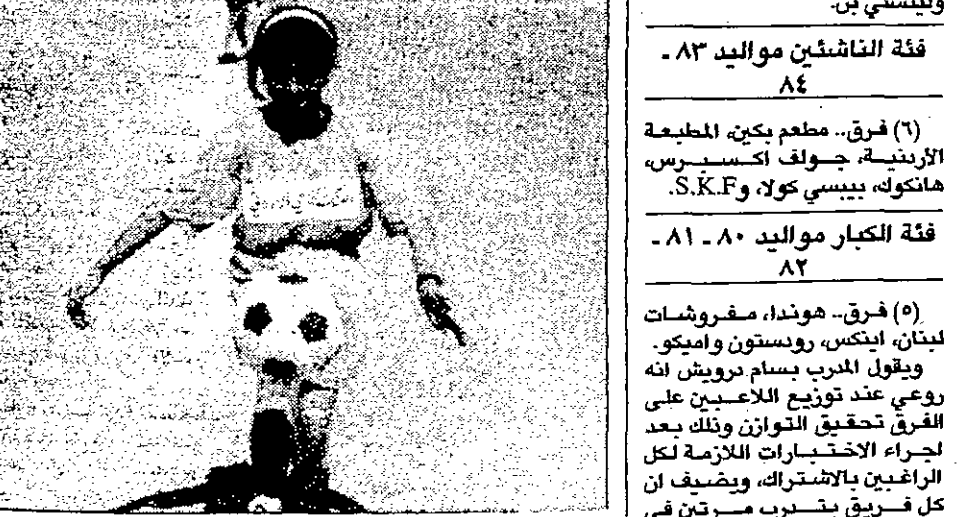 وبيبسي بن.
فئة الناشئين مواليد ٨٣ ـ
٨٤
(٦) فرق.. مطعم بكين، المطبعة
الأردنية، جولف اكسبرس،
هانكوك، بيبسي كولا، وS.K.F.
فئة الكبار مواليد ٨٠ ـ ٨١ ـ
٨٢
(٥) فرق.. هوندا، مفروشات
لبنان، اينكس، رودستون واميكو.
ويقول المدرب بسام درويش انه
روعي عند توزيع اللاعبين على
الفرق تحقيق التوازن وذلك بعد
اجراء الاختبارات اللازمة لكل
الراغبين بالاشتراك، ويضيف ان
كل فريق يتدرب مرتين في